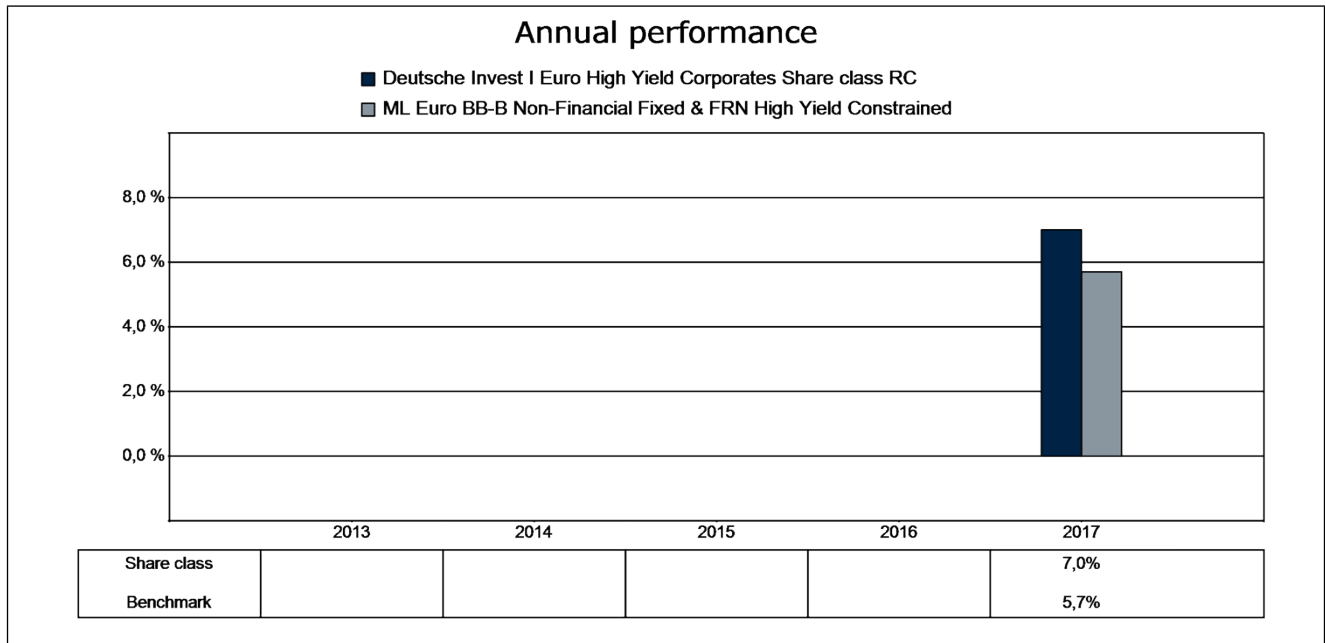 Annual performance
Deutsche Invest I Euro High Yield Corporates Share class RC
ML Euro BB-B Non-Financial Fixed & FRN High Yield Constrained
8,0 %
6,0 %
4,0 %
2,0 %
0,0 %
2013 2014 2015 2016 2017
Share class 7,0%
Benchmark 5,7%